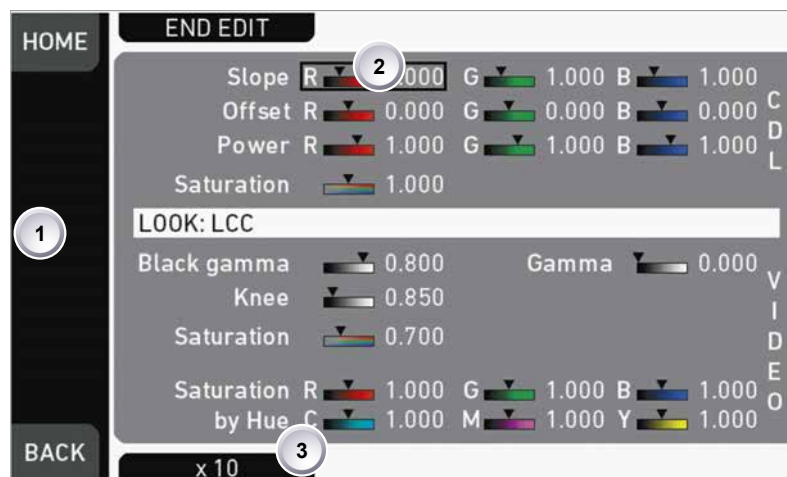 HOME
END EDIT
2
Slope R .000 G 1.000 B 1.000
Offset R 0.000 G 0.000 B 0.000
Power R 1.000 G 1.000 B 1.000
CDL
Saturation 1.000
1
LOOK: LCC
Black gamma 0.800 Gamma 0.000
Knee 0.850
Saturation 0.700
VIDEO
Saturation R 1.000 G 1.000 B 1.000
by Hue C 1.000 M 1.000 Y 1.000
3
BACK
x 10